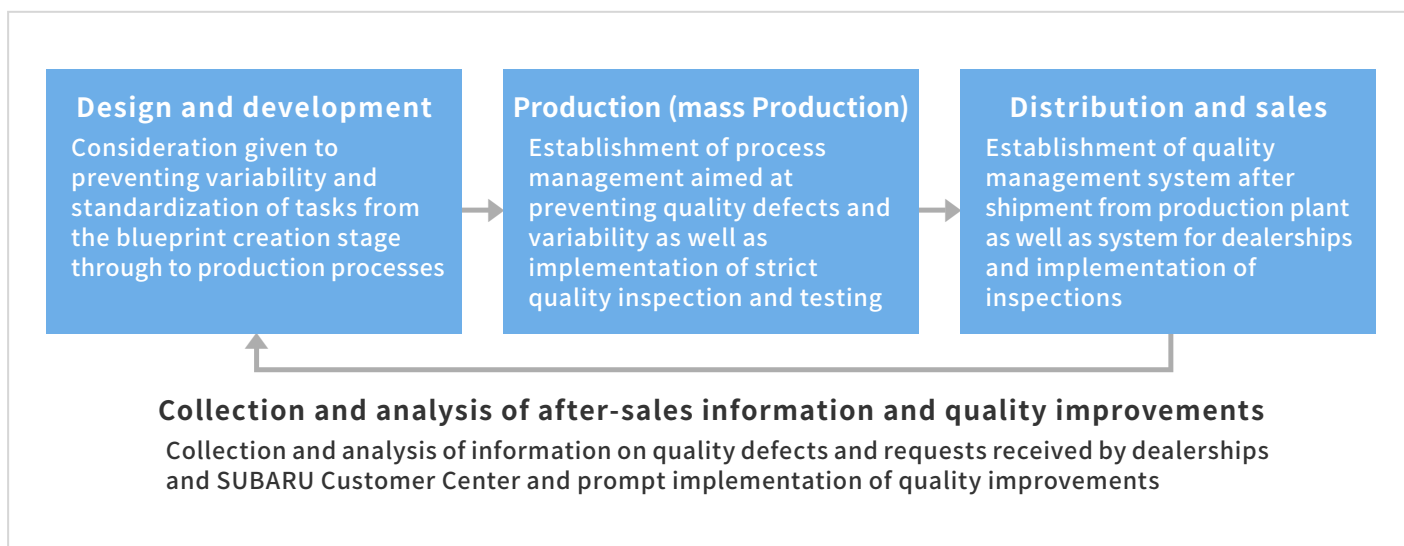 Design and development
Consideration given to
preventing variability and
standardization of tasks from
the blueprint creation stage
through to production processes
Production (mass Production)
Establishment of process
management aimed at
preventing quality defects and
variability as well as
implementation of strict
quality inspection and testing
Distribution and sales
Establishment of quality
management system after
shipment from production plant
as well as system for dealerships
and implementation of
inspections
Collection and analysis of after-sales information and quality improvements
Collection and analysis of information on quality defects and requests received by dealerships
and SUBARU Customer Center and prompt implementation of quality improvements